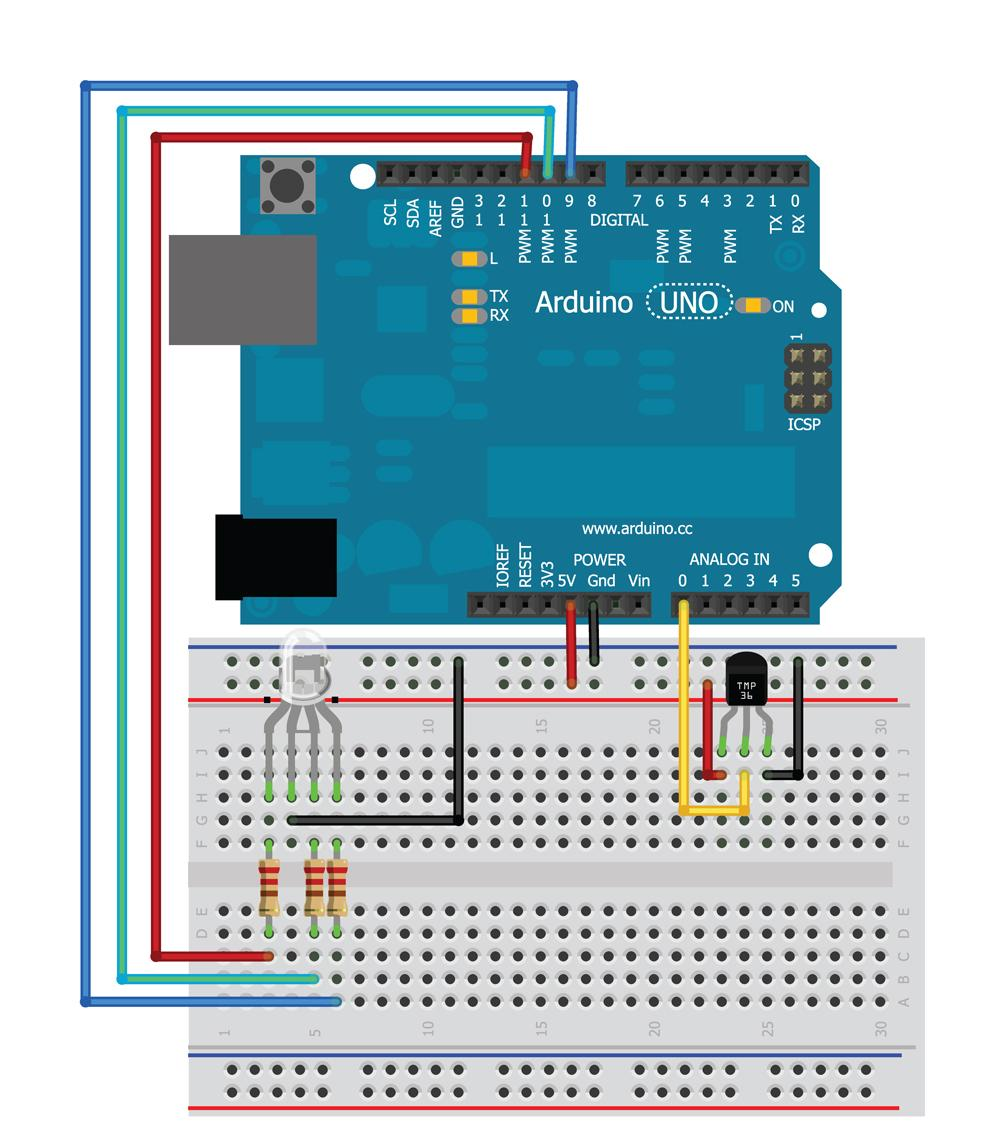 SCL SDA AREF GND 13 12 11 10 9 8 7 6 5 4 3 2 1 0
DIGITAL
PWM PWM PWM PWM PWM PWM TX RX
L
TX
RX
Arduino UNO ON
1
ICSP
www.arduino.cc
POWER ANALOG IN
IOREF RESET 3V3 5V Gnd Vin 0 1 2 3 4 5
TMP
36
1 10 15 20 30
J J
I I
H H
G G
F F
E E
D D
C C
B B
A A
1 5 10 15 20 25 30